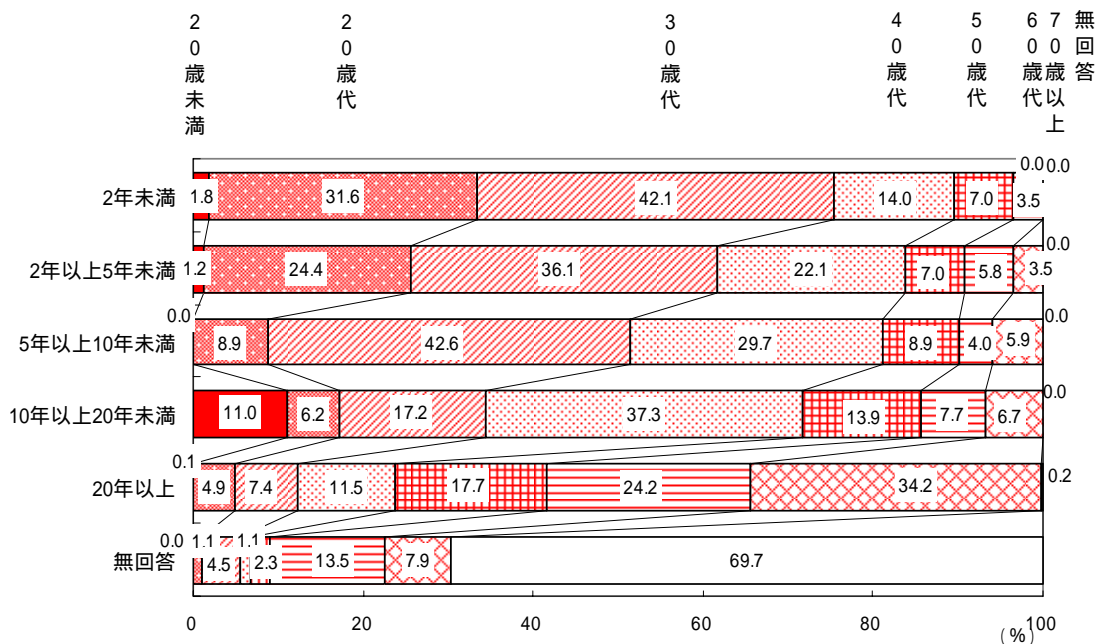 20歳未満
20歳代
30歳代
40歳代
50歳代
60歳代
70歳以上
無回答
2年未満
1.8 31.6 42.1 14.0 7.0 3.5 0.0 0.0
2年以上5年未満
1.2 24.4 36.1 22.1 7.0 5.8 3.5 0.0
5年以上10年未満
0.0 8.9 42.6 29.7 8.9 4.0 5.9 0.0
10年以上20年未満
11.0 6.2 17.2 37.3 13.9 7.7 6.7 0.0
20年以上
0.1 4.9 7.4 11.5 17.7 24.2 34.2 0.2
無回答
0.0 1.1 4.5 1.1 2.3 13.5 7.9 69.7
0 20 40 60 80 100
(%)